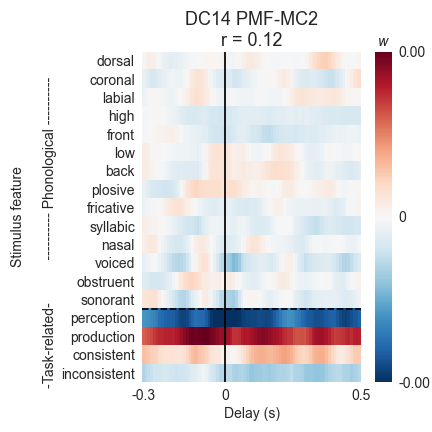 DC14 PMF-MC2
r = 0.12
w
Stimulus feature
----------- Phonological ----------
-Task-related-
dorsal
coronal
labial
high
front
low
back
plosive
fricative
syllabic
nasal
voiced
obstruent
sonorant
perception
production
consistent
inconsistent
0.00
0
-0.00
-0.3
0
0.5
Delay (s)